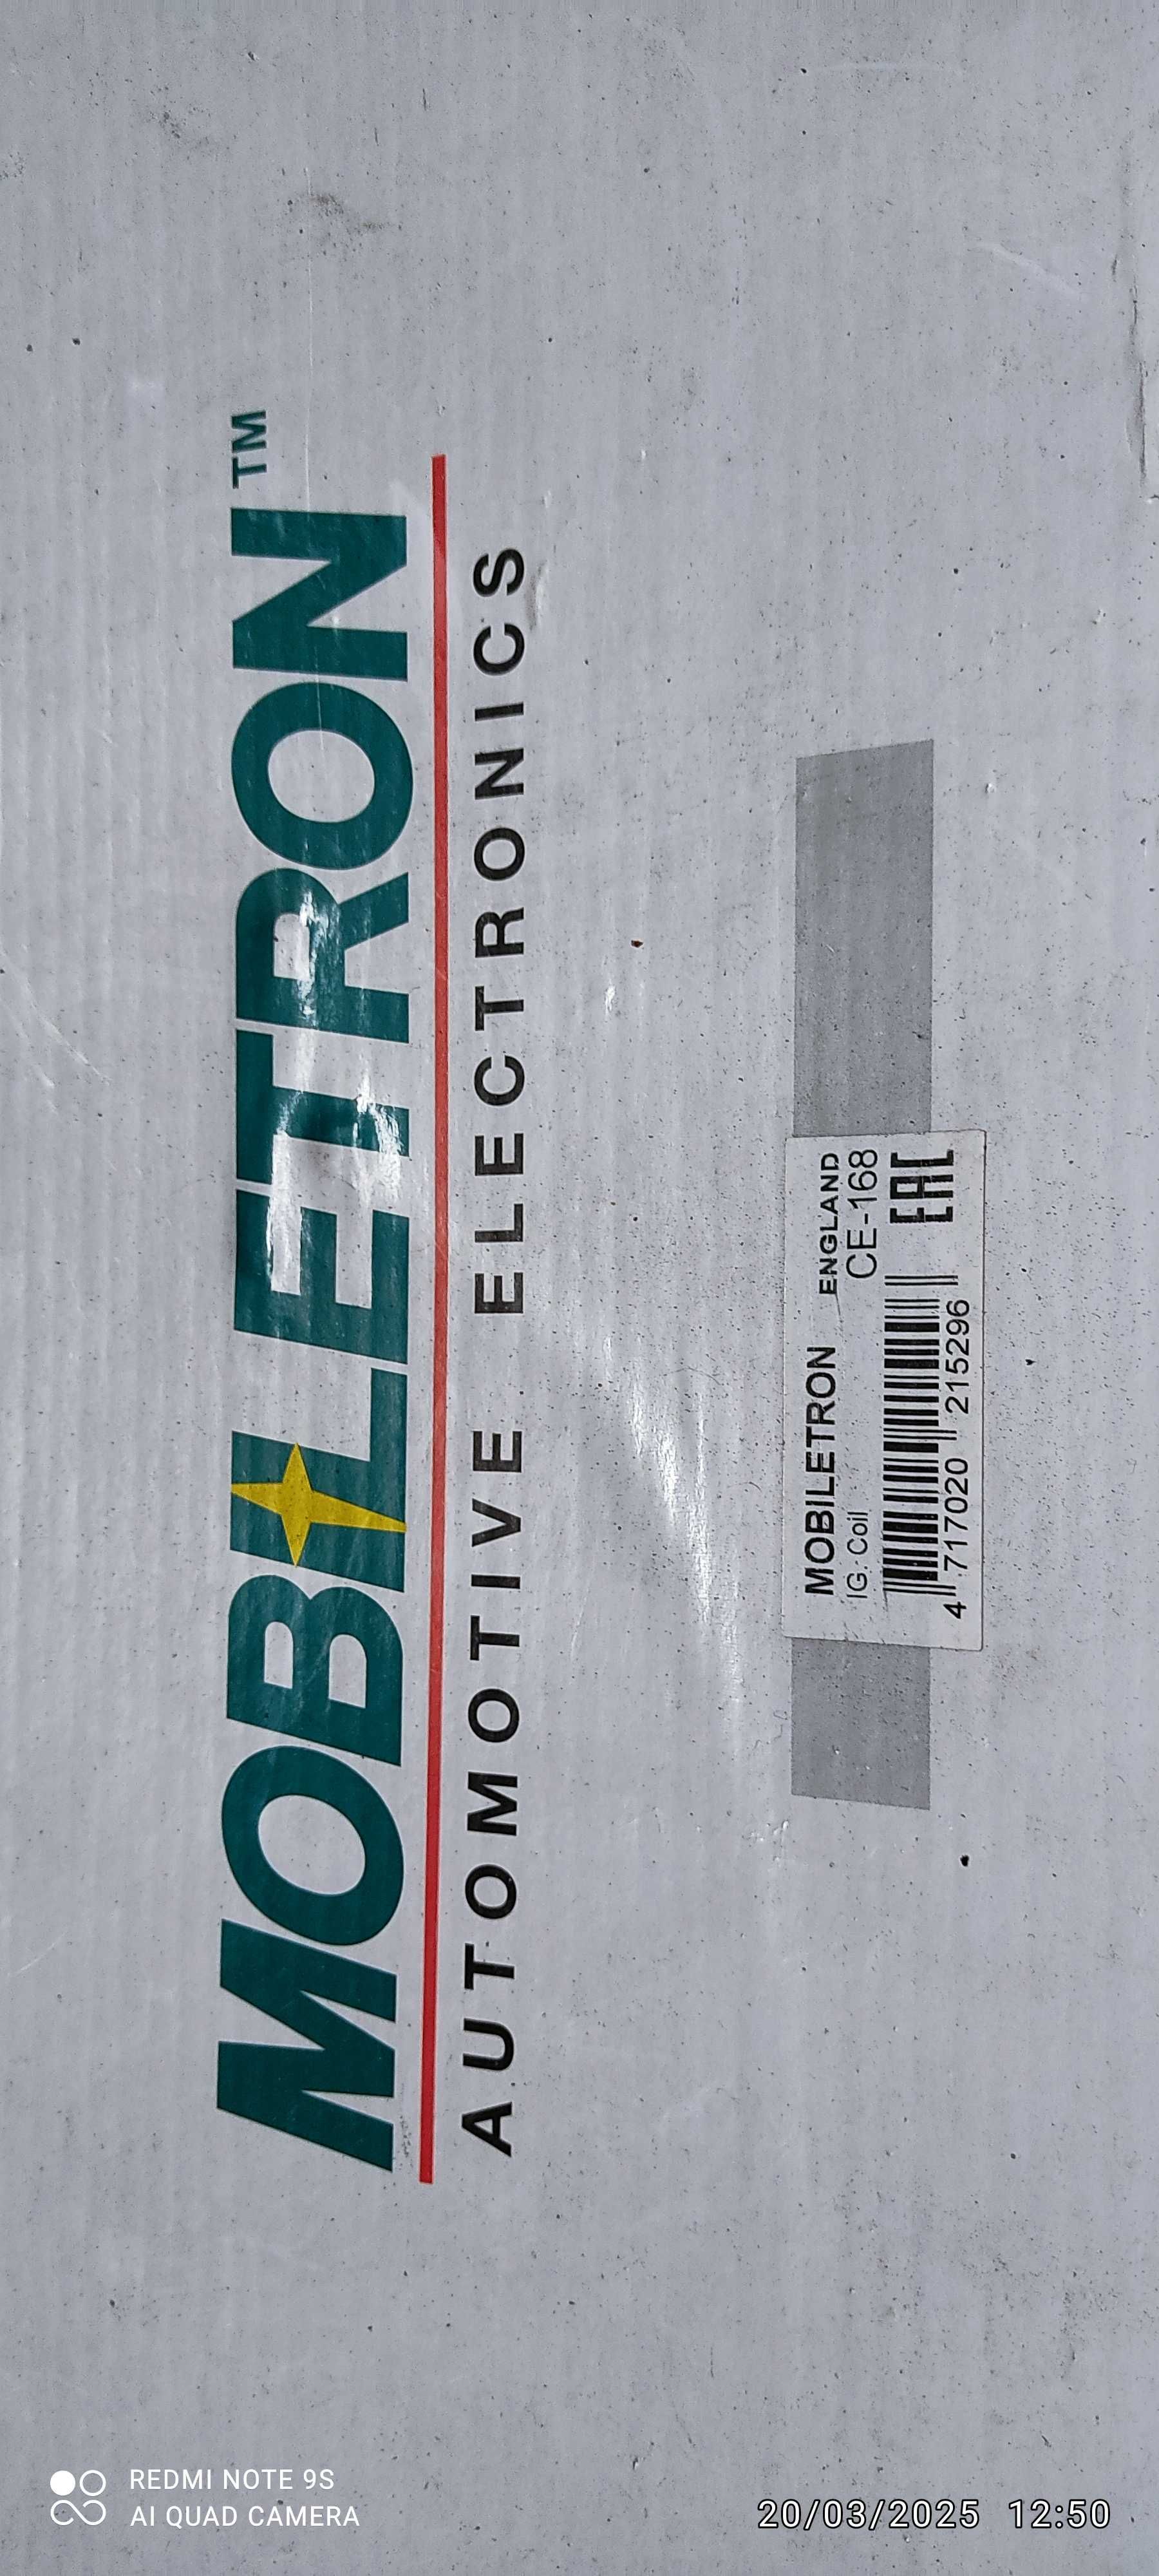 MOBILETRON™
AUTOMOTIVE ELECTRONICS
MOBILETRON ENGLAND
IG. Coil CE-168
EAC
4 717020 215296
REDMI NOTE 9S
AI QUAD CAMERA
20/03/2025 12:50